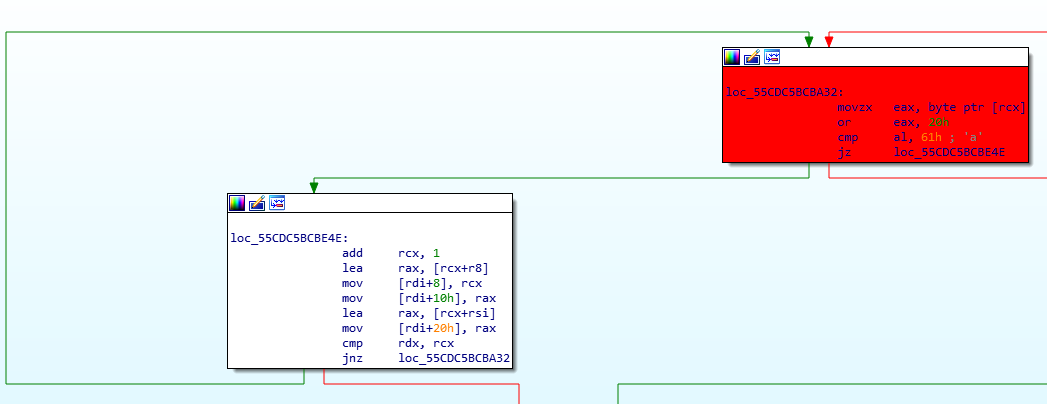 loc_55CDC5BCBA32:
movzx eax, byte ptr [rcx]
or eax, 20h
cmp al, 61h ; 'a'
jz loc_55CDC5BCBE4E
loc_55CDC5BCBE4E:
add rcx, 1
lea rax, [rcx+r8]
mov [rdi+8], rcx
mov [rdi+10h], rax
lea rax, [rcx+rsi]
mov [rdi+20h], rax
cmp rdx, rcx
jnz loc_55CDC5BCBA32